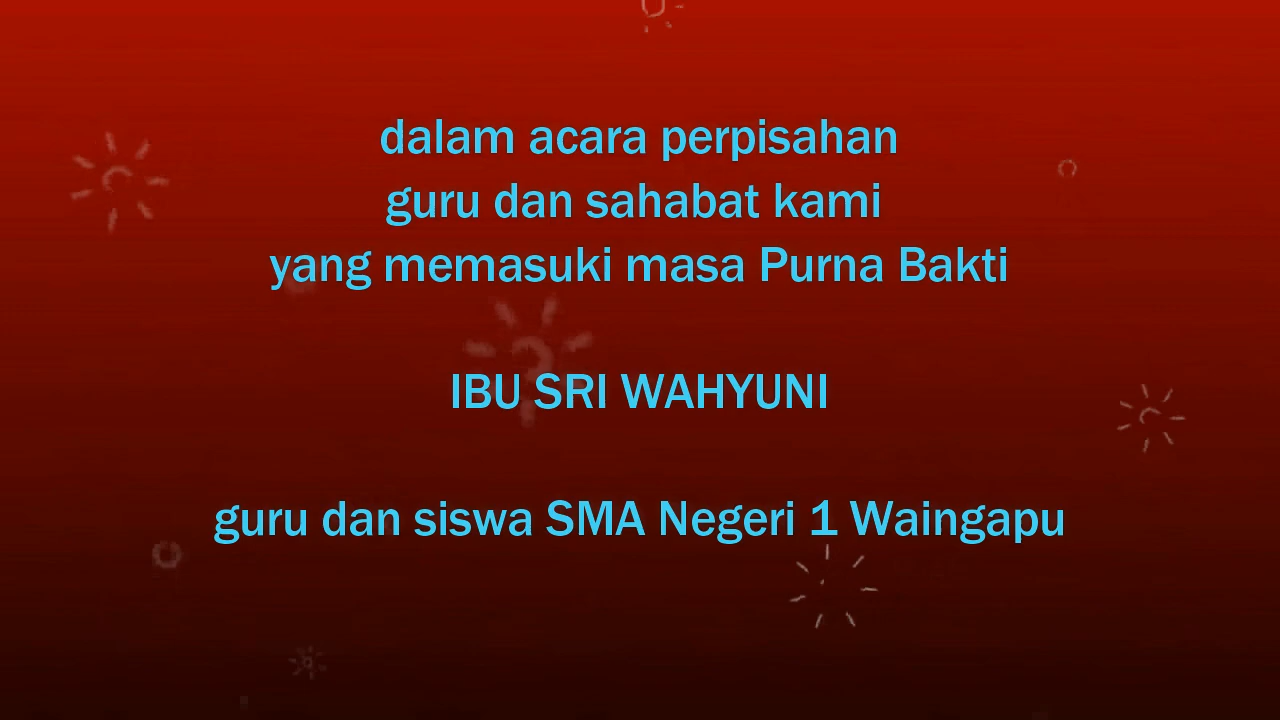 dalam acara perpisahan
guru dan sahabat kami
yang memasuki masa Purna Bakti
IBU SRI WAHYUNI
guru dan siswa SMA Negeri 1 Waingapu